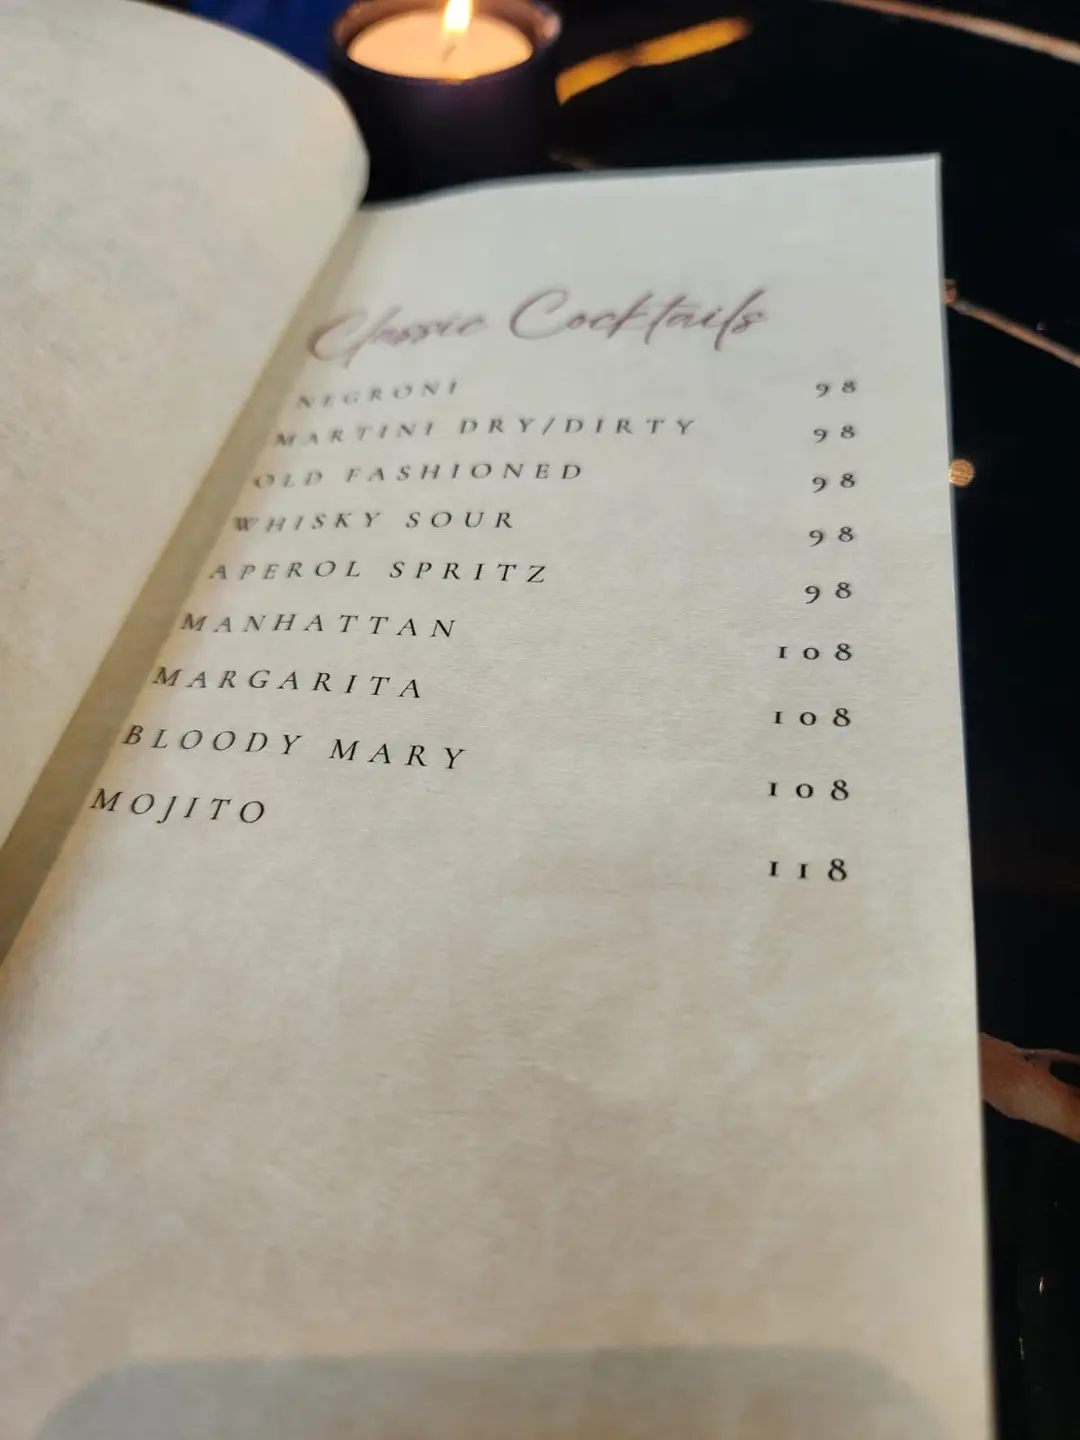 Classic Cocktails
NEGRONI 98
MARTINI DRY/DIRTY 98
OLD FASHIONED 98
WHISKY SOUR 98
APEROL SPRITZ 98
MANHATTAN 108
MARGARITA 108
BLOODY MARY 108
MOJITO 118